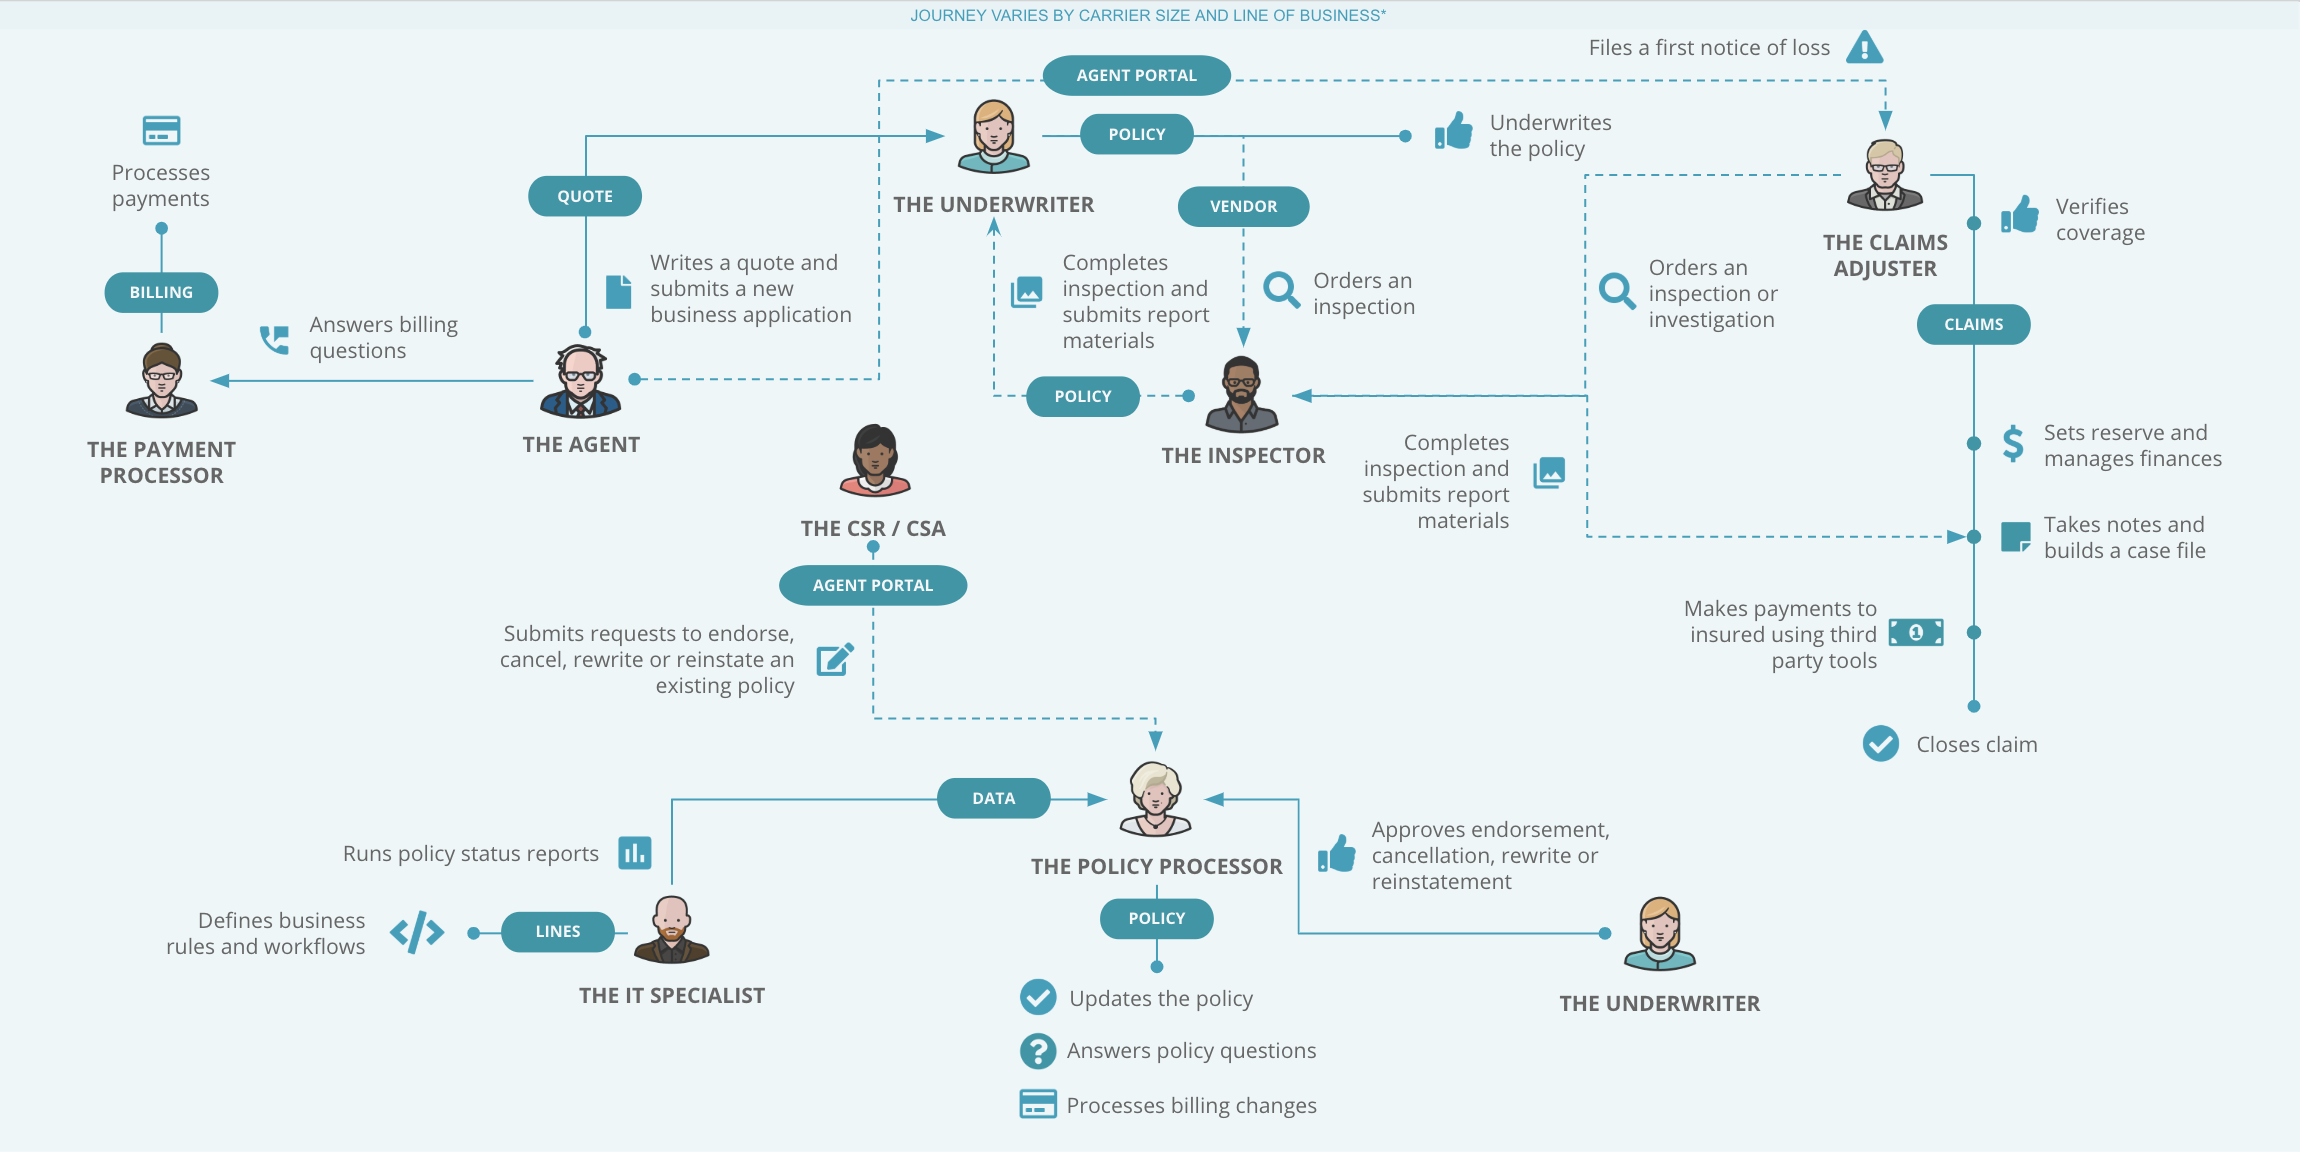 JOURNEY VARIES BY CARRIER SIZE AND LINE OF BUSINESS*
Files a first notice of loss
AGENT PORTAL
POLICY
Underwrites
the policy
Processes
payments
QUOTE
THE UNDERWRITER
VENDOR
Verifies
coverage
THE CLAIMS
ADJUSTER
BILLING
Writes a quote and
submits a new
business application
Completes
inspection and
submits report
materials
Orders an
inspection
Orders an
inspection or
investigation
CLAIMS
Answers billing
questions
POLICY
THE PAYMENT
PROCESSOR
THE AGENT
THE INSPECTOR
Completes
inspection and
submits report
materials
Sets reserve and
manages finances
THE CSR / CSA
Takes notes and
builds a case file
AGENT PORTAL
Submits requests to endorse,
cancel, rewrite or reinstate an
existing policy
Makes payments to
insured using third
party tools
1
Closes claim
DATA
Runs policy status reports
THE POLICY PROCESSOR
Approves endorsement,
cancellation, rewrite or
reinstatement
Defines business
rules and workflows
LINES
POLICY
THE IT SPECIALIST
THE UNDERWRITER
Updates the policy
Answers policy questions
Processes billing changes